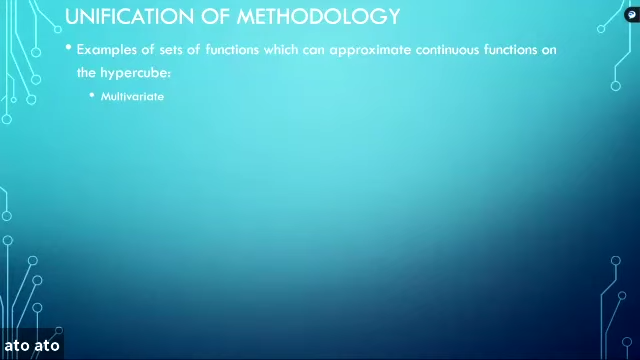 UNIFICATION OF METHODOLOGY
• Examples of sets of functions which can approximate continuous functions on
the hypercube:
• Multivariate
ato ato